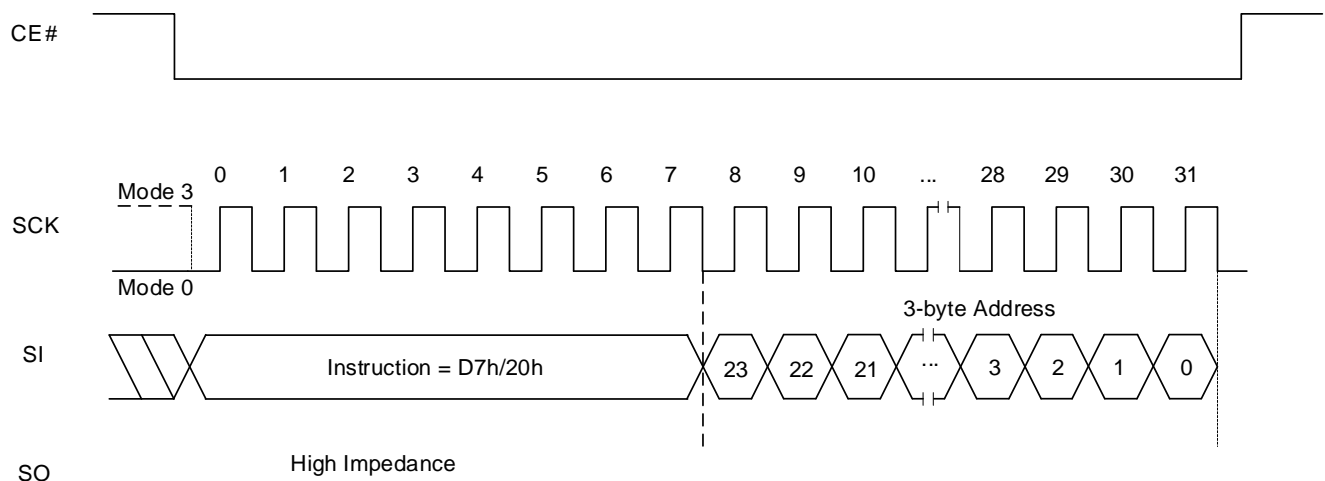 CE#
0 1 2 3 4 5 6 7 8 9 10 ... 28 29 30 31
Mode 3
SCK
Mode 0
3-byte Address
SI
Instruction = D7h/20h
23 22 21 ... 3 2 1 0
High Impedance
SO